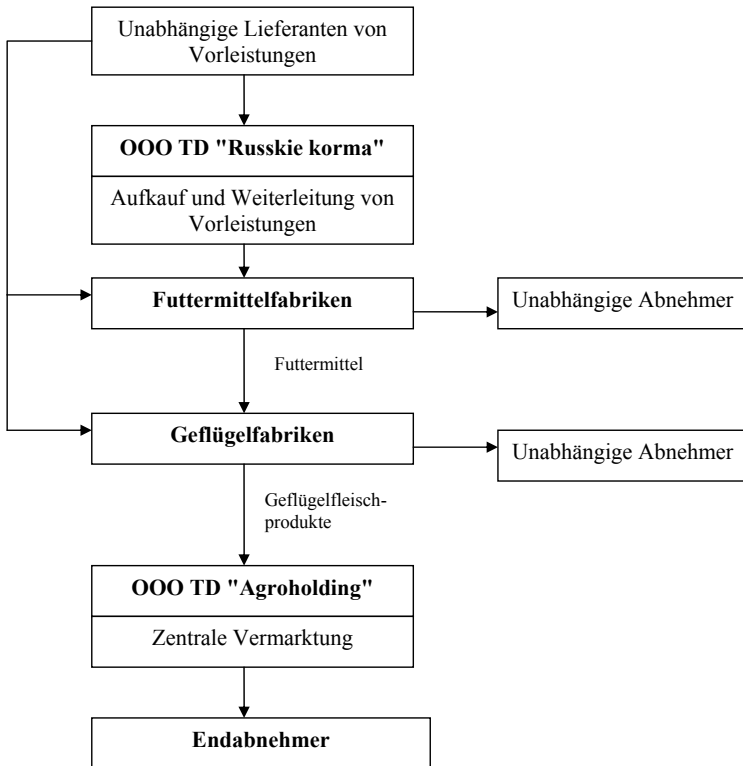 Unabhängige Lieferanten von
Vorleistungen
OOO TD "Russkie korma"
Aufkauf und Weiterleitung von
Vorleistungen
Futtermittelfabriken
Unabhängige Abnehmer
Futtermittel
Geflügelfabriken
Unabhängige Abnehmer
Geflügelfleisch-
produkte
OOO TD "Agroholding"
Zentrale Vermarktung
Endabnehmer